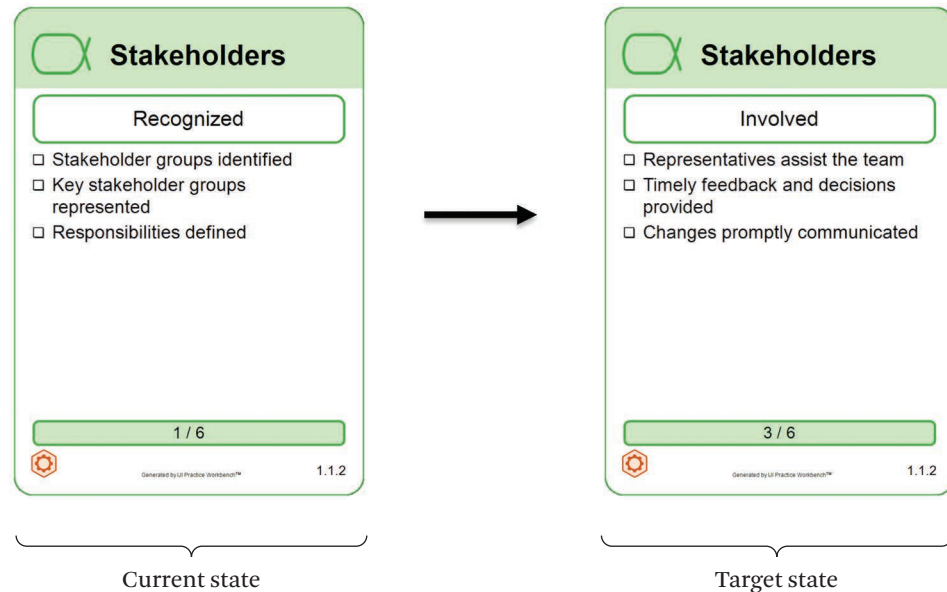 Stakeholders
Recognized
Stakeholder groups identified
Key stakeholder groups
represented
Responsibilities defined
1 / 6
Generated by IJI Practice Workbench™
1.1.2
Current state
Stakeholders
Involved
Representatives assist the team
Timely feedback and decisions
provided
Changes promptly communicated
3 / 6
Generated by IJI Practice Workbench™
1.1.2
Target state